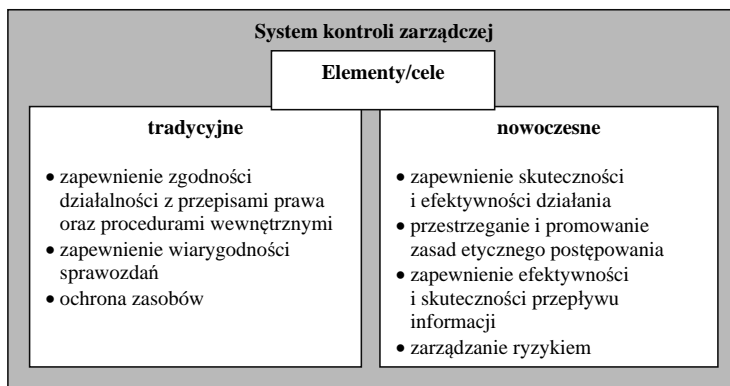 System kontroli zarządczej
Elementy/cele
tradycyjne
• zapewnienie zgodności
działalności z przepisami prawa
oraz procedurami wewnętrznymi
• zapewnienie wiarygodności
sprawozdań
• ochrona zasobów
nowoczesne
• zapewnienie skuteczności
i efektywności działania
• przestrzeganie i promowanie
zasad etycznego postępowania
• zapewnienie efektywności
i skuteczności przepływu
informacji
• zarządzanie ryzykiem